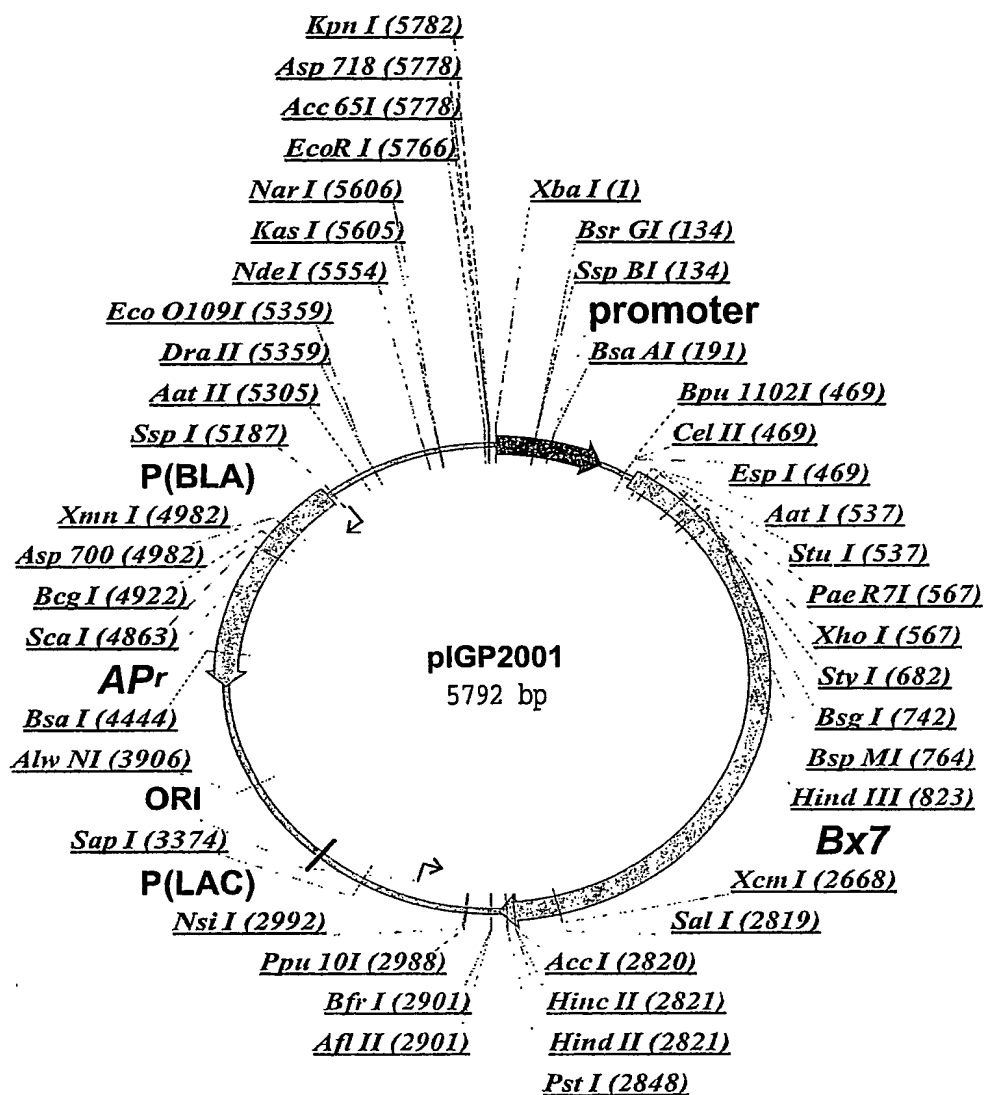 Kpn I (5782)
Asp 718 (5778)
Acc 65I (5778)
EcoR I (5766)
Nar I (5606)
Kas I (5605)
Nde I (5554)
Eco O109I (5359)
Dra II (5359)
Aat II (5305)
Ssp I (5187)
P(BLA)
Xmn I (4982)
Asp 700 (4982)
Bcg I (4922)
Sca I (4863)
APr
Bsa I (4444)
Alw NI (3906)
ORI
Sap I (3374)
P(LAC)
Nsi I (2992)
Ppu 10I (2988)
Bfr I (2901)
Afl II (2901)
Xba I (1)
Bsr GI (134)
Ssp BI (134)
promoter
Bsa AI (191)
Bpu 1102I (469)
Cel II (469)
Esp I (469)
Aat I (537)
Stu I (537)
Pae R7I (567)
Xho I (567)
Sty I (682)
Bsg I (742)
Bsp MI (764)
Hind III (823)
Bx7
Xcm I (2668)
Sal I (2819)
Acc I (2820)
Hinc II (2821)
Hind II (2821)
Pst I (2848)
pIGP2001
5792 bp